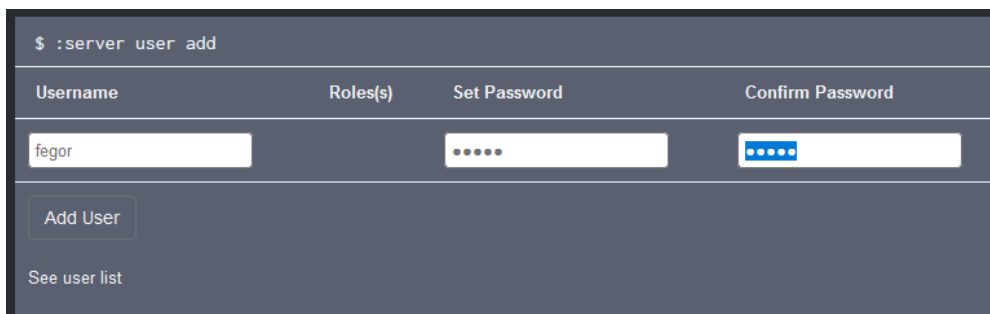 $ :server user add
Username Roles(s) Set Password Confirm Password
fegor ••••• •••••
Add User
See user list